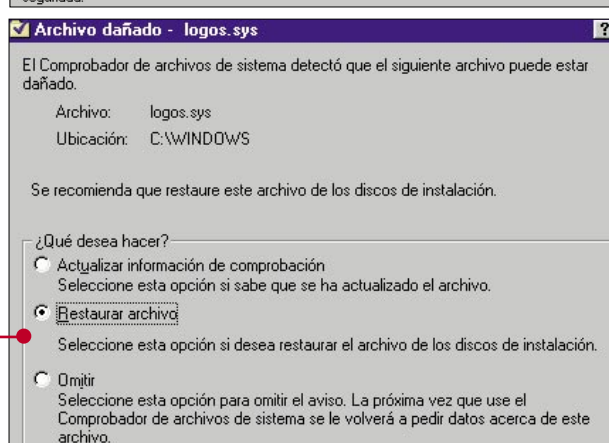 Archivo dañado - logos.sys ?
El Comprobador de archivos de sistema detectó que el siguiente archivo puede estar
dañado.
Archivo: logos.sys
Ubicación: C:\WINDOWS
Se recomienda que restaure este archivo de los discos de instalación.
¿Qué desea hacer?
Actualizar información de comprobación
Seleccione esta opción si sabe que se ha actualizado el archivo.
Restaurar archivo
Seleccione esta opción si desea restaurar el archivo de los discos de instalación.
Omitir
Seleccione esta opción para omitir el aviso. La próxima vez que use el
Comprobador de archivos de sistema se le volverá a pedir datos acerca de este
archivo.